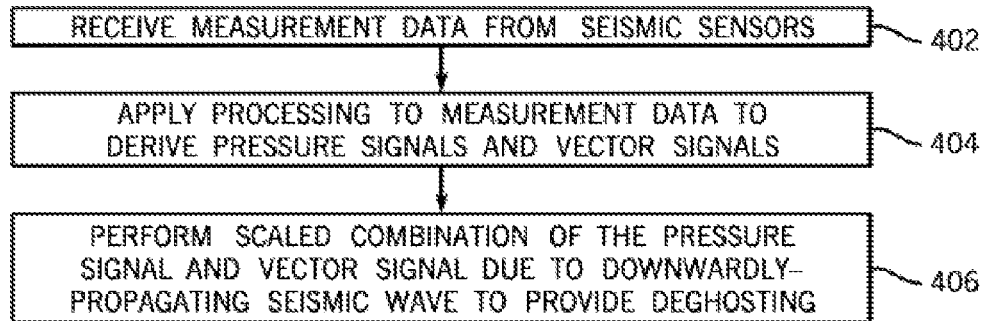 RECEIVE MEASUREMENT DATA FROM SEISMIC SENSORS
402
APPLY PROCESSING TO MEASUREMENT DATA TO
DERIVE PRESSURE SIGNALS AND VECTOR SIGNALS
404
PERFORM SCALED COMBINATION OF THE PRESSURE
SIGNAL AND VECTOR SIGNAL DUE TO DOWNWARDLY-
PROPAGATING SEISMIC WAVE TO PROVIDE DEGHOSTING
406